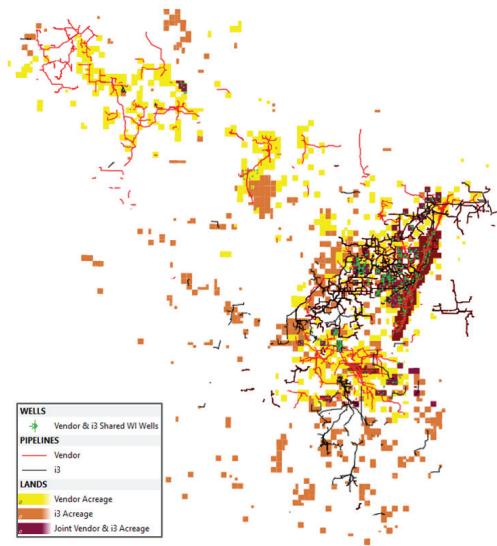 WELLS
Vendor & i3 Shared WI Wells
PIPELINES
Vendor
i3
LANDS
Vendor Acreage
i3 Acreage
Joint Vendor & i3 Acreage